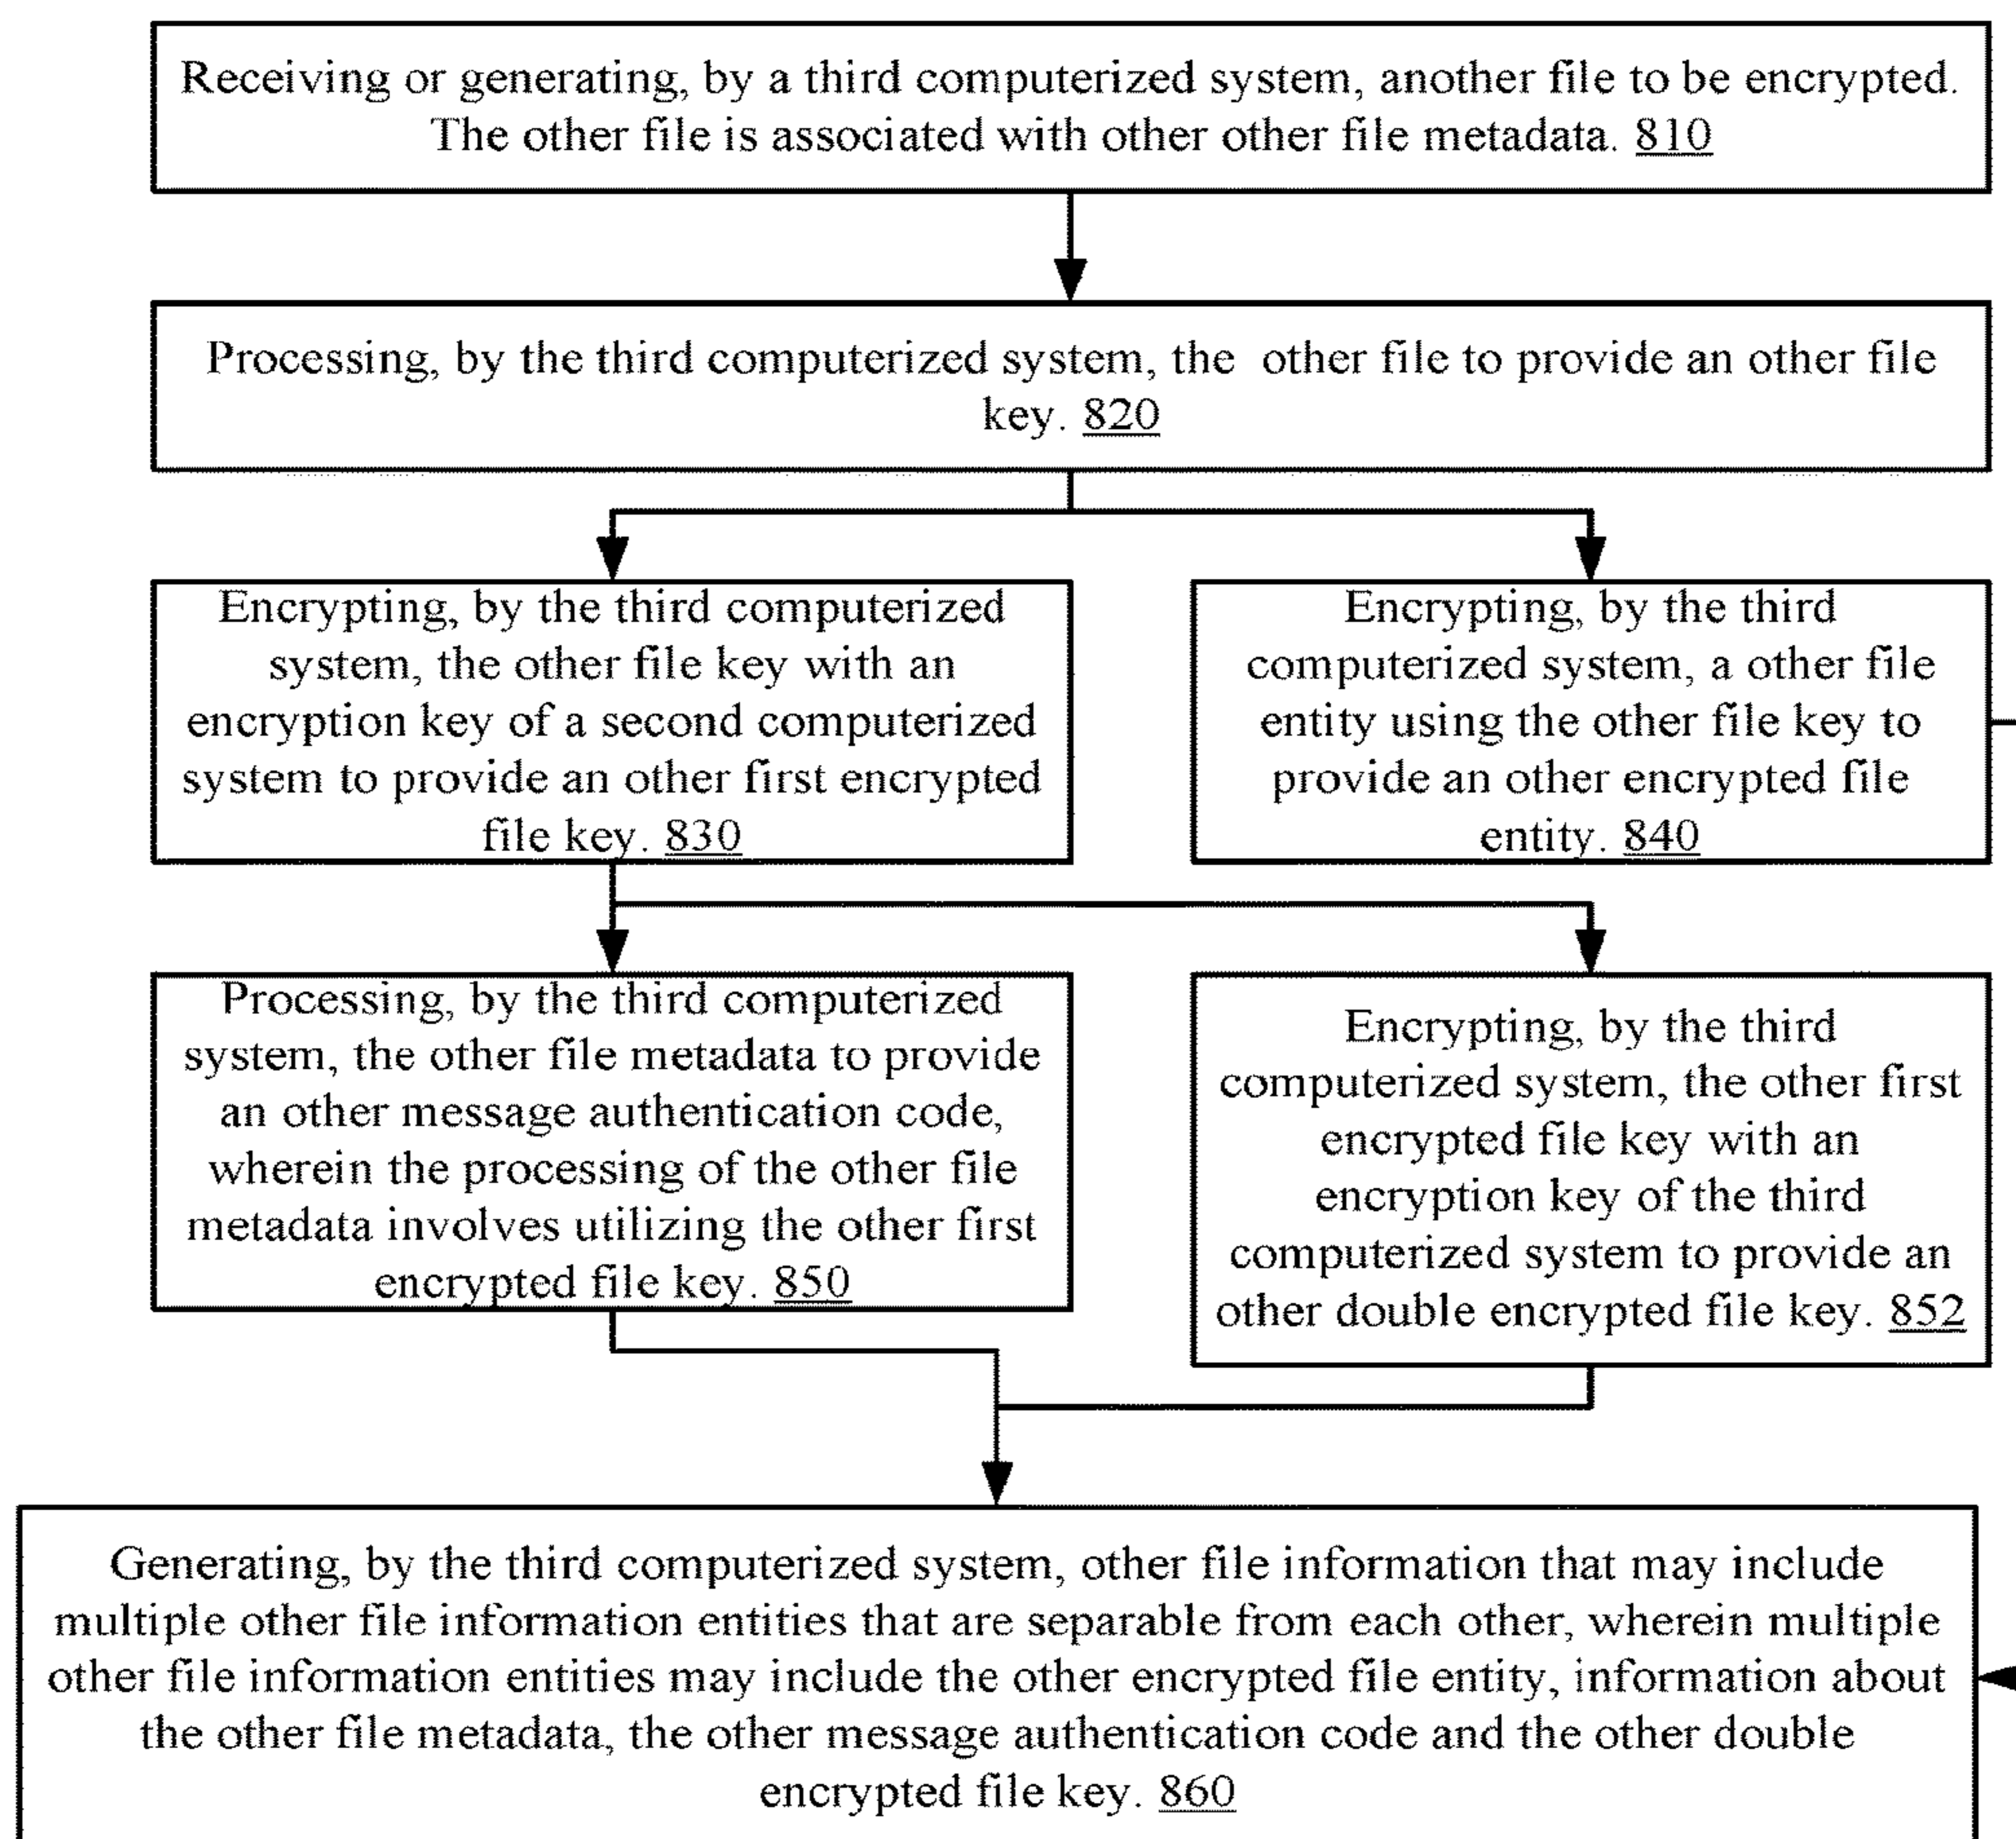 Receiving or generating, by a third computerized system, another file to be encrypted.
The other file is associated with other other file metadata. 810
Processing, by the third computerized system, the other file to provide an other file
key. 820
Encrypting, by the third computerized
system, the other file key with an
encryption key of a second computerized
system to provide an other first encrypted
file key. 830
Encrypting, by the third
computerized system, a other file
entity using the other file key to
provide an other encrypted file
entity. 840
Processing, by the third computerized
system, the other file metadata to provide
an other message authentication code,
wherein the processing of the other file
metadata involves utilizing the other first
encrypted file key. 850
Encrypting, by the third
computerized system, the other first
encrypted file key with an
encryption key of the third
computerized system to provide an
other double encrypted file key. 852
Generating, by the third computerized system, other file information that may include
multiple other file information entities that are separable from each other, wherein multiple
other file information entities may include the other encrypted file entity, information about
the other file metadata, the other message authentication code and the other double
encrypted file key. 860